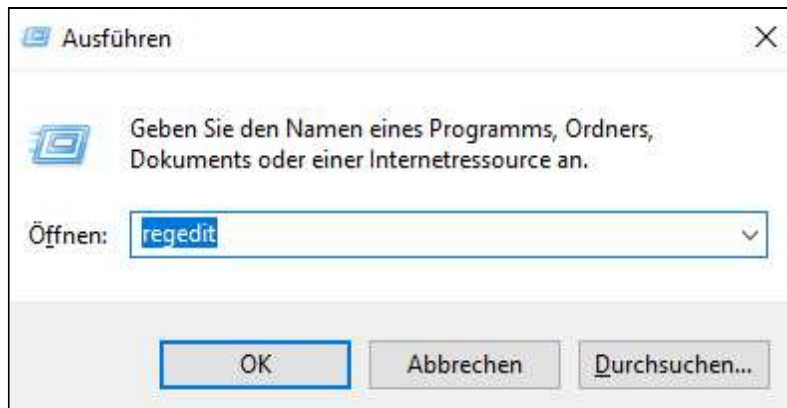 Ausführen
Geben Sie den Namen eines Programms, Ordners,
Dokuments oder einer Internetressource an.
Öffnen: regedit
OK Abbrechen Durchsuchen...